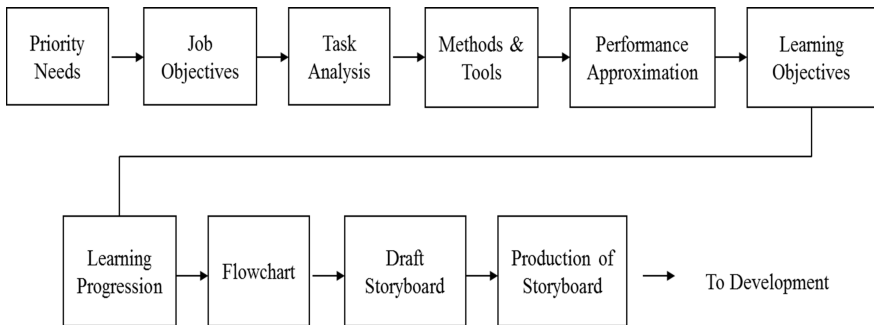 Priority
Needs
Job
Objectives
Task
Analysis
Methods &
Tools
Performance
Approximation
Learning
Objectives
Learning
Progression
Flowchart
Draft
Storyboard
Production of
Storyboard
To Development